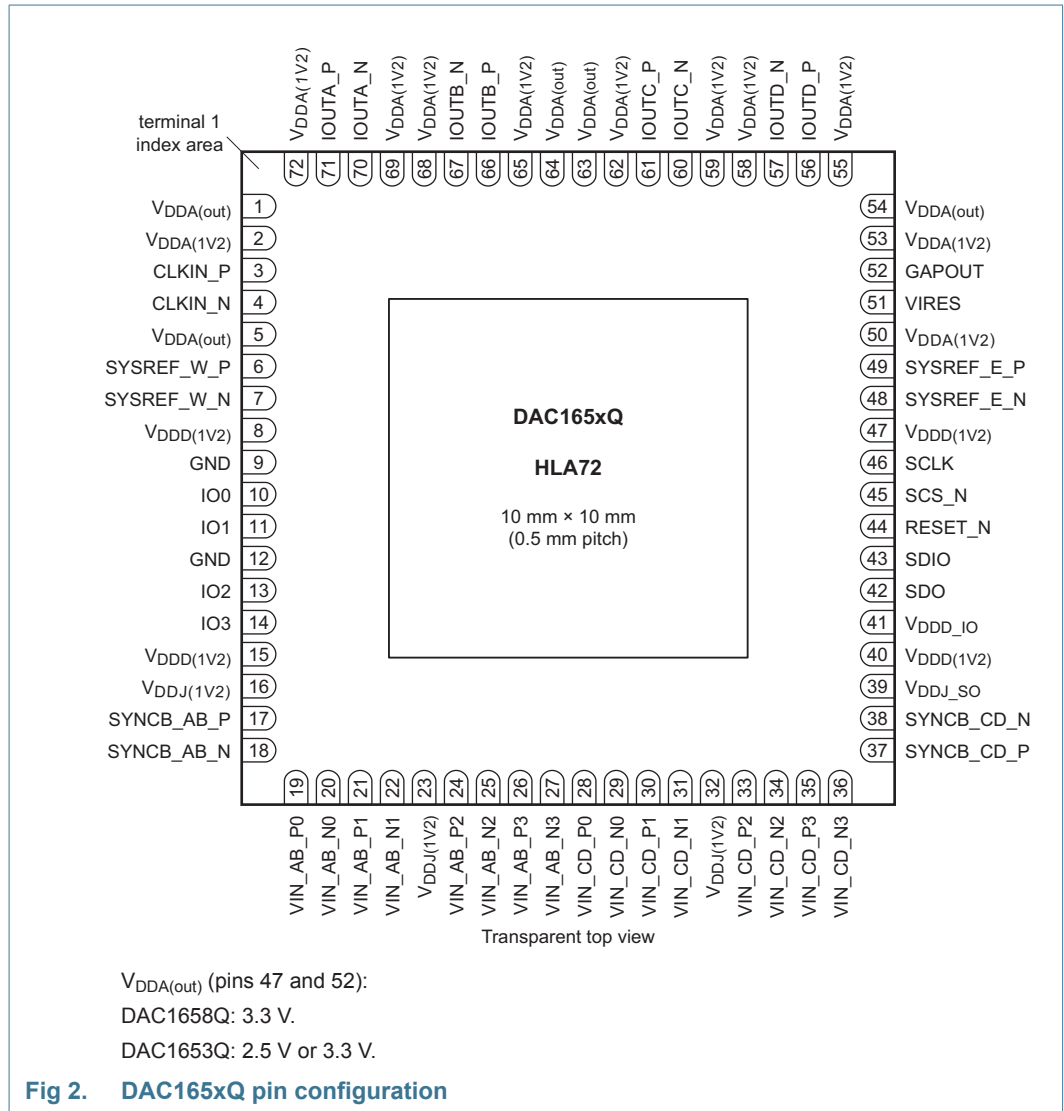 VDDA(1V2)
IOUTA_P
IOUTA_N
VDDA(1V2)
VDDA(1V2)
IOUTB_N
IOUTB_P
VDDA(1V2)
VDDA(out)
VDDA(out)
VDDA(1V2)
IOUTC_P
IOUTC_N
VDDA(1V2)
VDDA(1V2)
IOUTD_N
IOUTD_P
VDDA(1V2)
terminal 1
index area
72 71 70 69 68 67 66 65 64 63 62 61 60 59 58 57 56 55
VDDA(out) 1
VDDA(1V2) 2
CLKIN_P 3
CLKIN_N 4
VDDA(out) 5
SYSREF_W_P 6
SYSREF_W_N 7
VDDD(1V2) 8
GND 9
IO0 10
IO1 11
GND 12
IO2 13
IO3 14
VDDD(1V2) 15
VDDJ(1V2) 16
SYNCB_AB_P 17
SYNCB_AB_N 18
DAC165xQ
HLA72
10 mm × 10 mm
(0.5 mm pitch)
54 VDDA(out)
53 VDDA(1V2)
52 GAPOUT
51 VIRES
50 VDDA(1V2)
49 SYSREF_E_P
48 SYSREF_E_N
47 VDDD(1V2)
46 SCLK
45 SCS_N
44 RESET_N
43 SDIO
42 SDO
41 VDDD_IO
40 VDDD(1V2)
39 VDDJ_SO
38 SYNCB_CD_N
37 SYNCB_CD_P
19 20 21 22 23 24 25 26 27 28 29 30 31 32 33 34 35 36
VIN_AB_P0
VIN_AB_N0
VIN_AB_P1
VIN_AB_N1
VDDJ(1V2)
VIN_AB_P2
VIN_AB_N2
VIN_AB_P3
VIN_AB_N3
VIN_CD_P0
VIN_CD_N0
VIN_CD_P1
VIN_CD_N1
VDDJ(1V2)
VIN_CD_P2
VIN_CD_N2
VIN_CD_P3
VIN_CD_N3
Transparent top view
VDDA(out) (pins 47 and 52):
DAC1658Q: 3.3 V.
DAC1653Q: 2.5 V or 3.3 V.
Fig 2. DAC165xQ pin configuration